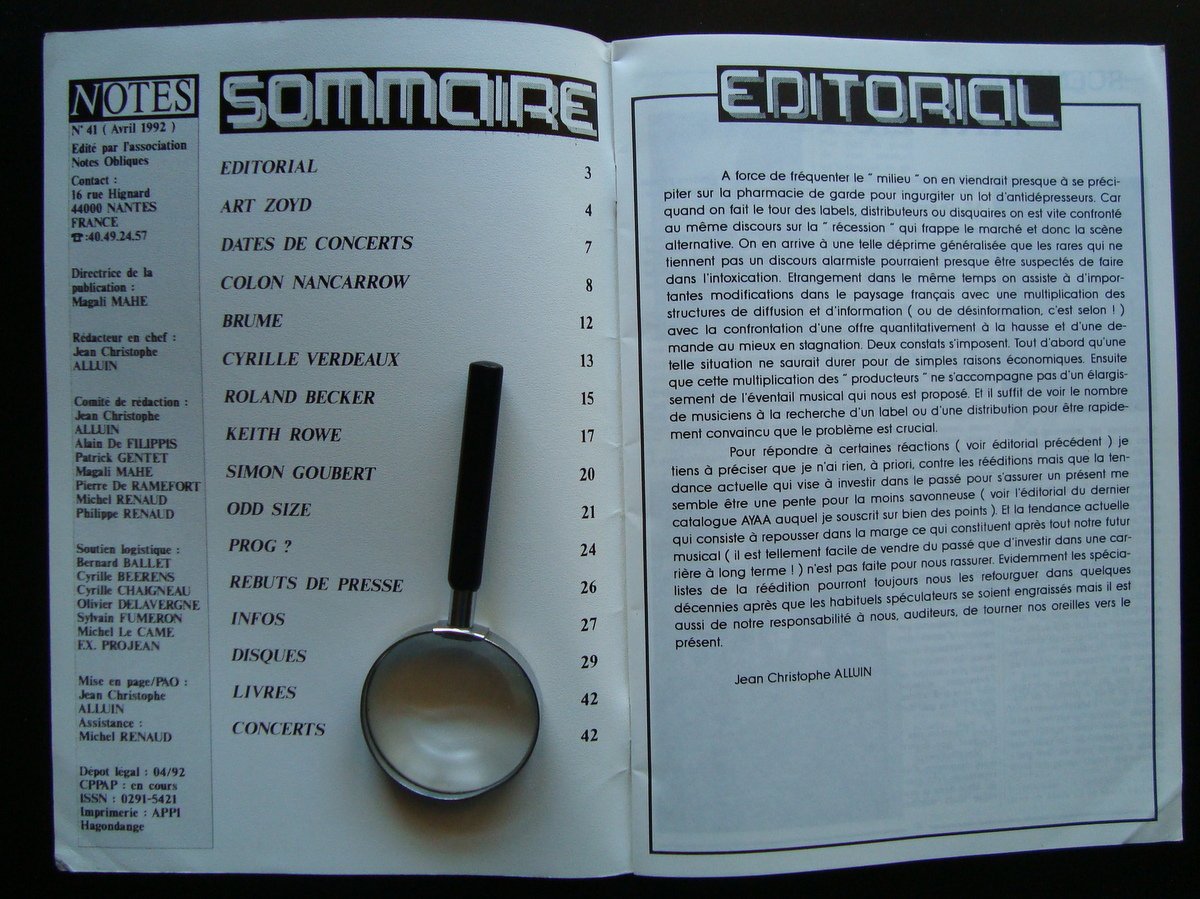 NOTES
N° 41 ( Avril 1992 )
Edité par l'association
Notes Obliques
Contact :
16 rue Hignard
44000 NANTES
FRANCE
☎:40.49.24.57
Directrice de la
publication :
Magali MAHE
Rédacteur en chef :
Jean Christophe
ALLUIN
Comité de rédaction :
Jean Christophe
ALLUIN
Alain De FILIPPIS
Patrick GENTET
Magali MAHE
Pierre De RAMEFORT
Michel RENAUD
Philippe RENAUD
Soutien logistique :
Bernard BALLET
Cyrille BEERENS
Cyrille CHAIGNEAU
Olivier DELAVERGNE
Sylvain FUMERON
Michel Le CAME
EX. PROJEAN
Mise en page/PAO :
Jean Christophe
ALLUIN
Assistance :
Michel RENAUD
Dépot légal : 04/92
CPPAP : en cours
ISSN : 0291-5421
Imprimerie : APPI
Hagondange
SOMMAIRE
EDITORIAL 3
ART ZOYD 4
DATES DE CONCERTS 7
COLON NANCARROW 8
BRUME 12
CYRILLE VERDEAUX 13
ROLAND BECKER 15
KEITH ROWE 17
SIMON GOUBERT 20
ODD SIZE 21
PROG ? 24
REBUTS DE PRESSE 26
INFOS 27
DISQUES 29
LIVRES 42
CONCERTS 42
EDITORIAL
A force de fréquenter le " milieu " on en viendrait presque à se préci-
piter sur la pharmacie de garde pour ingurgiter un lot d'antidépresseurs. Car
quand on fait le tour des labels, distributeurs ou disquaires on est vite confronté
au même discours sur la " récession " qui frappe le marché et donc la scène
alternative. On en arrive à une telle déprime généralisée que les rares qui ne
tiennent pas un discours alarmiste pourraient presque être suspectés de faire
dans l'intoxication. Etrangement dans le même temps on assiste à d'impor-
tantes modifications dans le paysage français avec une multiplication des
structures de diffusion et d'information ( ou de désinformation, c'est selon ! )
avec la confrontation d'une offre quantitativement à la hausse et d'une de-
mande au mieux en stagnation. Deux constats s'imposent. Tout d'abord qu'une
telle situation ne saurait durer pour de simples raisons économiques. Ensuite
que cette multiplication des " producteurs " ne s'accompagne pas d'un élargis-
sement de l'éventail musical qui nous est proposé. Et il suffit de voir le nombre
de musiciens à la recherche d'un label ou d'une distribution pour être rapide-
ment convaincu que le problème est crucial.
Pour répondre à certaines réactions ( voir éditorial précédent ) je
tiens à préciser que je n'ai rien, à priori, contre les rééditions mais que la ten-
dance actuelle qui vise à investir dans le passé pour s'assurer un présent me
semble être une pente pour la moins savonneuse ( voir l'éditorial du dernier
catalogue AYAA auquel je souscrit sur bien des points ). Et la tendance actuelle
qui consiste à repousser dans la marge ce qui constituent après tout notre futur
musical ( il est tellement facile de vendre du passé que d'investir dans une car-
rière à long terme ! ) n'est pas faite pour nous rassurer. Evidemment les spécia-
listes de la réédition pourront toujours nous les refourguer dans quelques
décennies après que les habituels spéculateurs se soient engraissés mais il est
aussi de notre responsabilité à nous, auditeurs, de tourner nos oreilles vers le
présent.
Jean Christophe ALLUIN